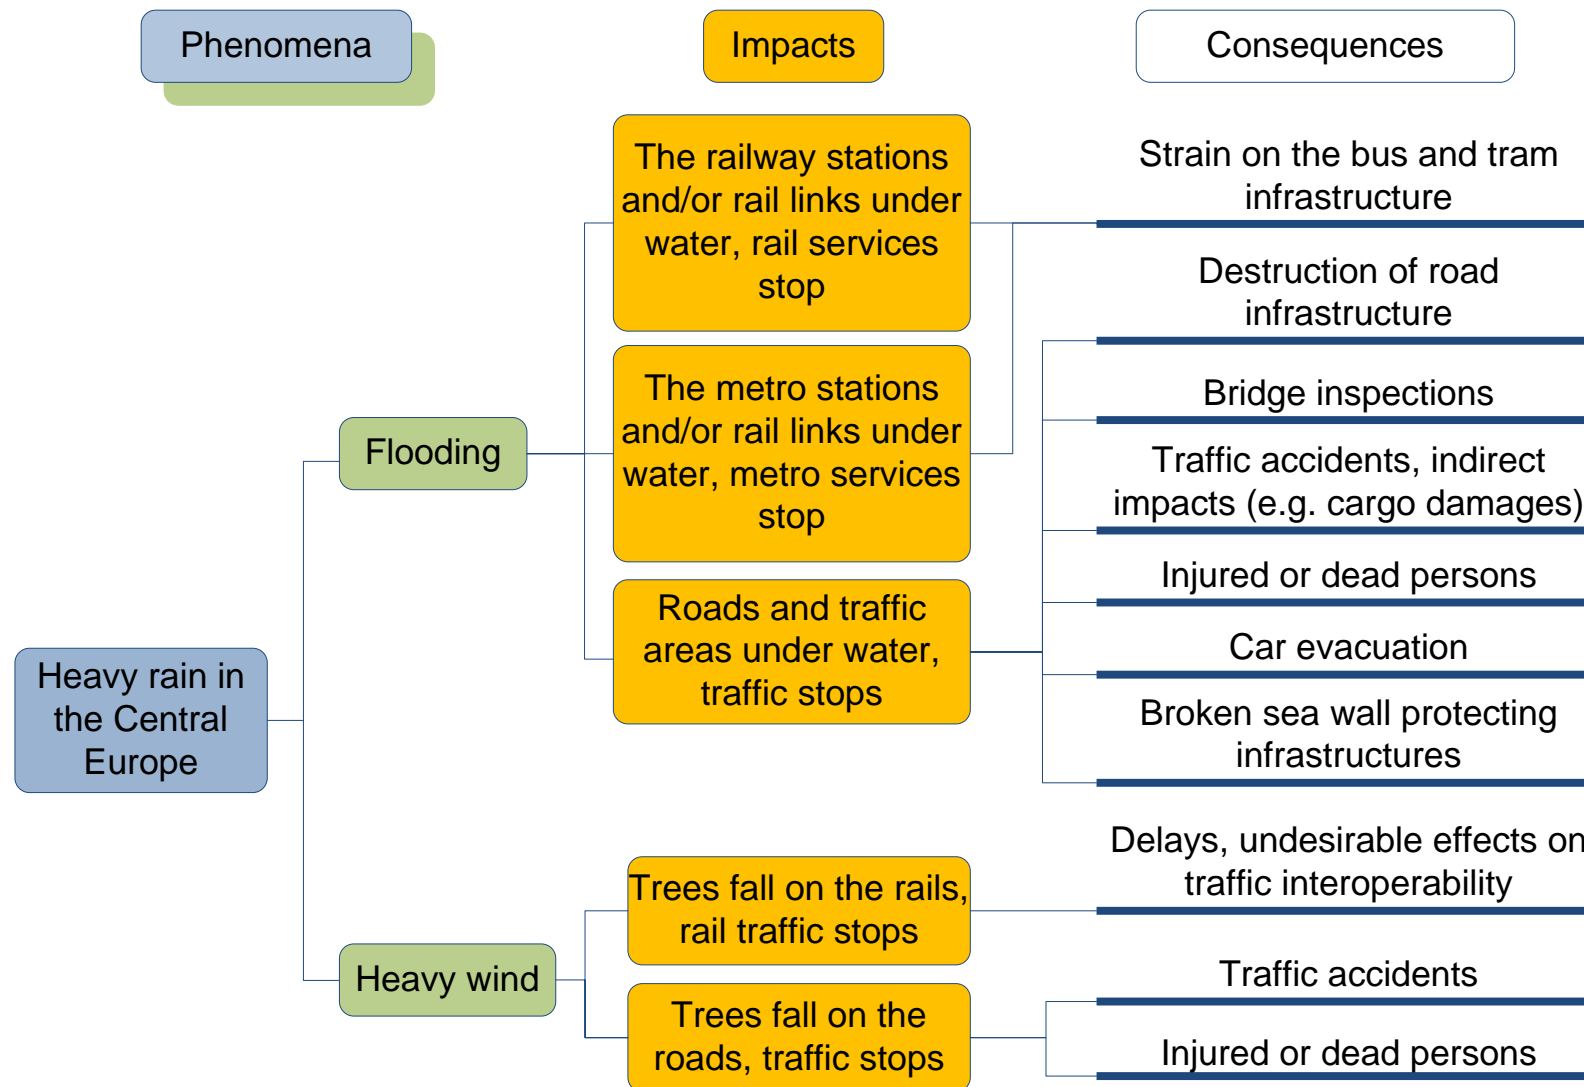 Phenomena
Impacts
Consequences
The railway stations
and/or rail links under
water, rail services
stop
Strain on the bus and tram
infrastructure
Destruction of road
infrastructure
The metro stations
and/or rail links under
water, metro services
stop
Bridge inspections
Flooding
Traffic accidents, indirect
impacts (e.g. cargo damages)
Injured or dead persons
Roads and traffic
areas under water,
traffic stops
Car evacuation
Heavy rain in
the Central
Europe
Broken sea wall protecting
infrastructures
Delays, undesirable effects on
traffic interoperability
Trees fall on the rails,
rail traffic stops
Heavy wind
Traffic accidents
Trees fall on the
roads, traffic stops
Injured or dead persons